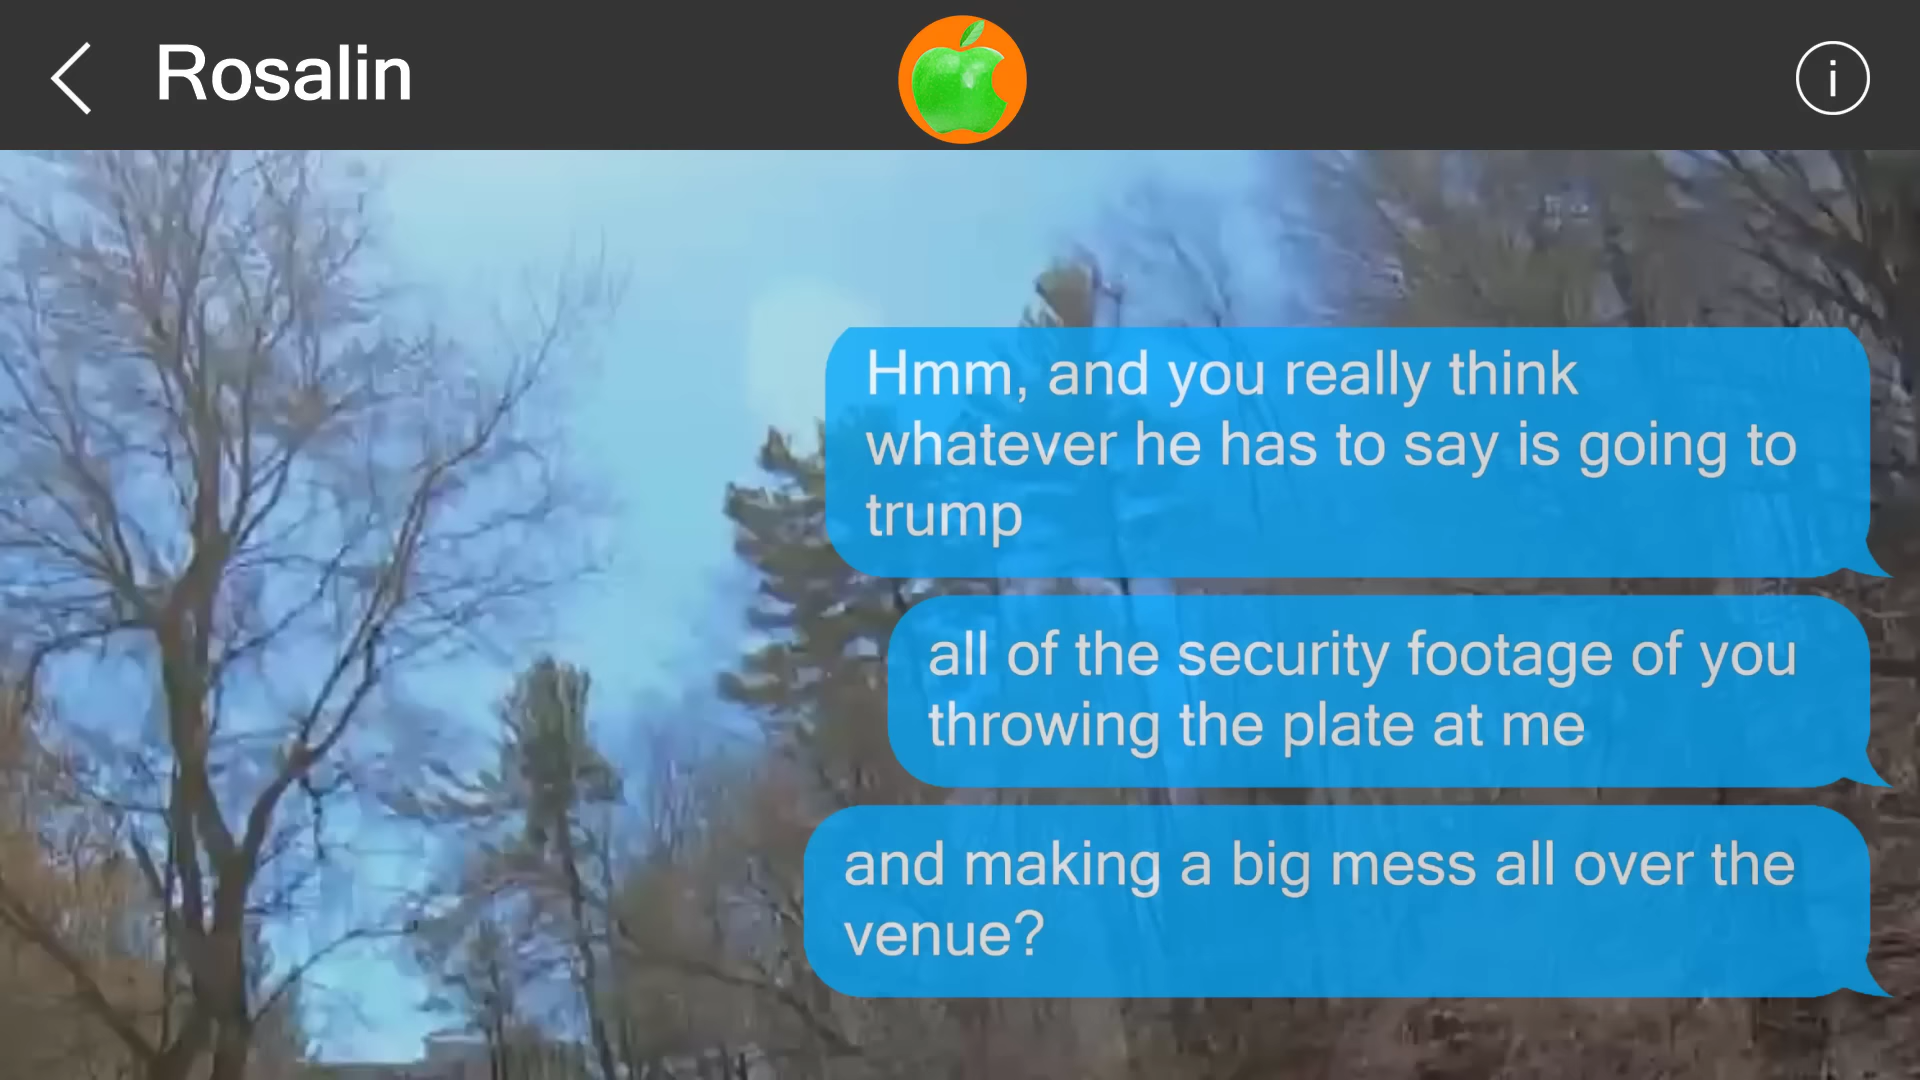 Rosalin
i
Hmm, and you really think
whatever he has to say is going to
trump
all of the security footage of you
throwing the plate at me
and making a big mess all over the
venue?